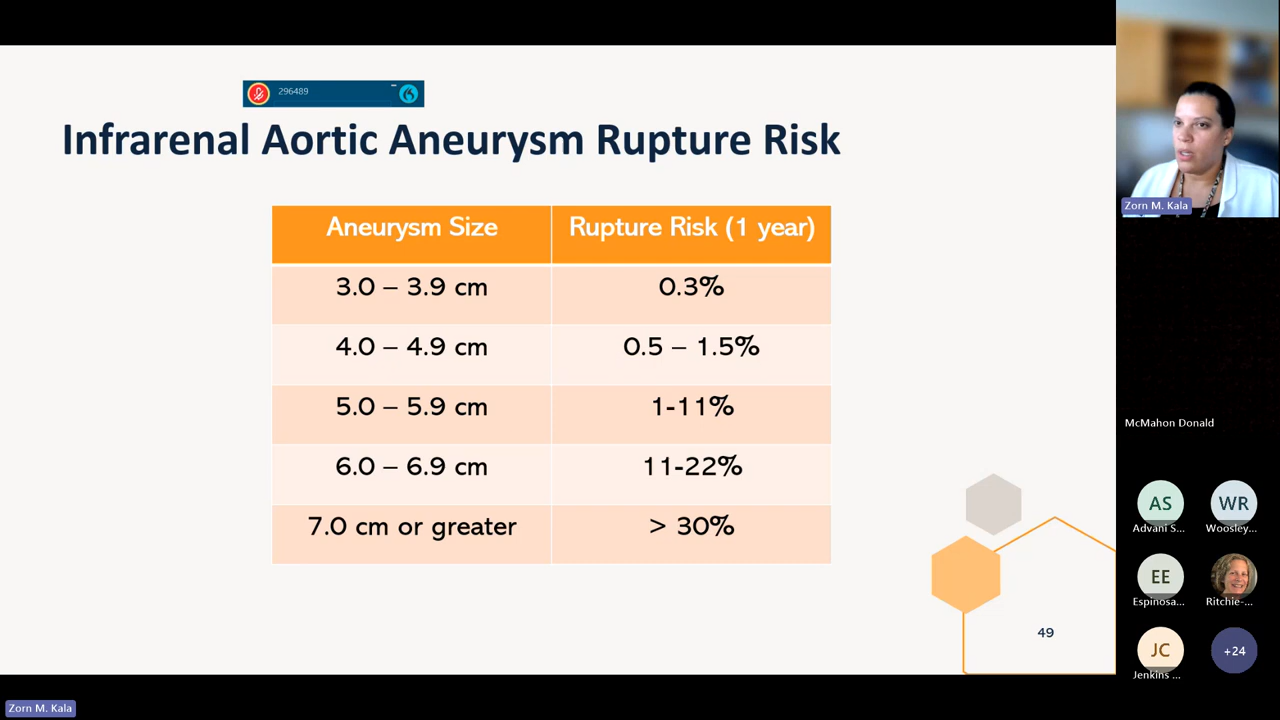 296489
Infrarenal Aortic Aneurysm Rupture Risk
Aneurysm Size Rupture Risk (1 year)
3.0 – 3.9 cm 0.3%
4.0 – 4.9 cm 0.5 – 1.5%
5.0 – 5.9 cm 1-11%
6.0 – 6.9 cm 11-22%
7.0 cm or greater > 30%
49
Zorn M. Kala
McMahon Donald
AS WR
Advani S... Woosley...
EE
Espinosa... Ritchie-...
JC +24
Jenkins ...
Zorn M. Kala